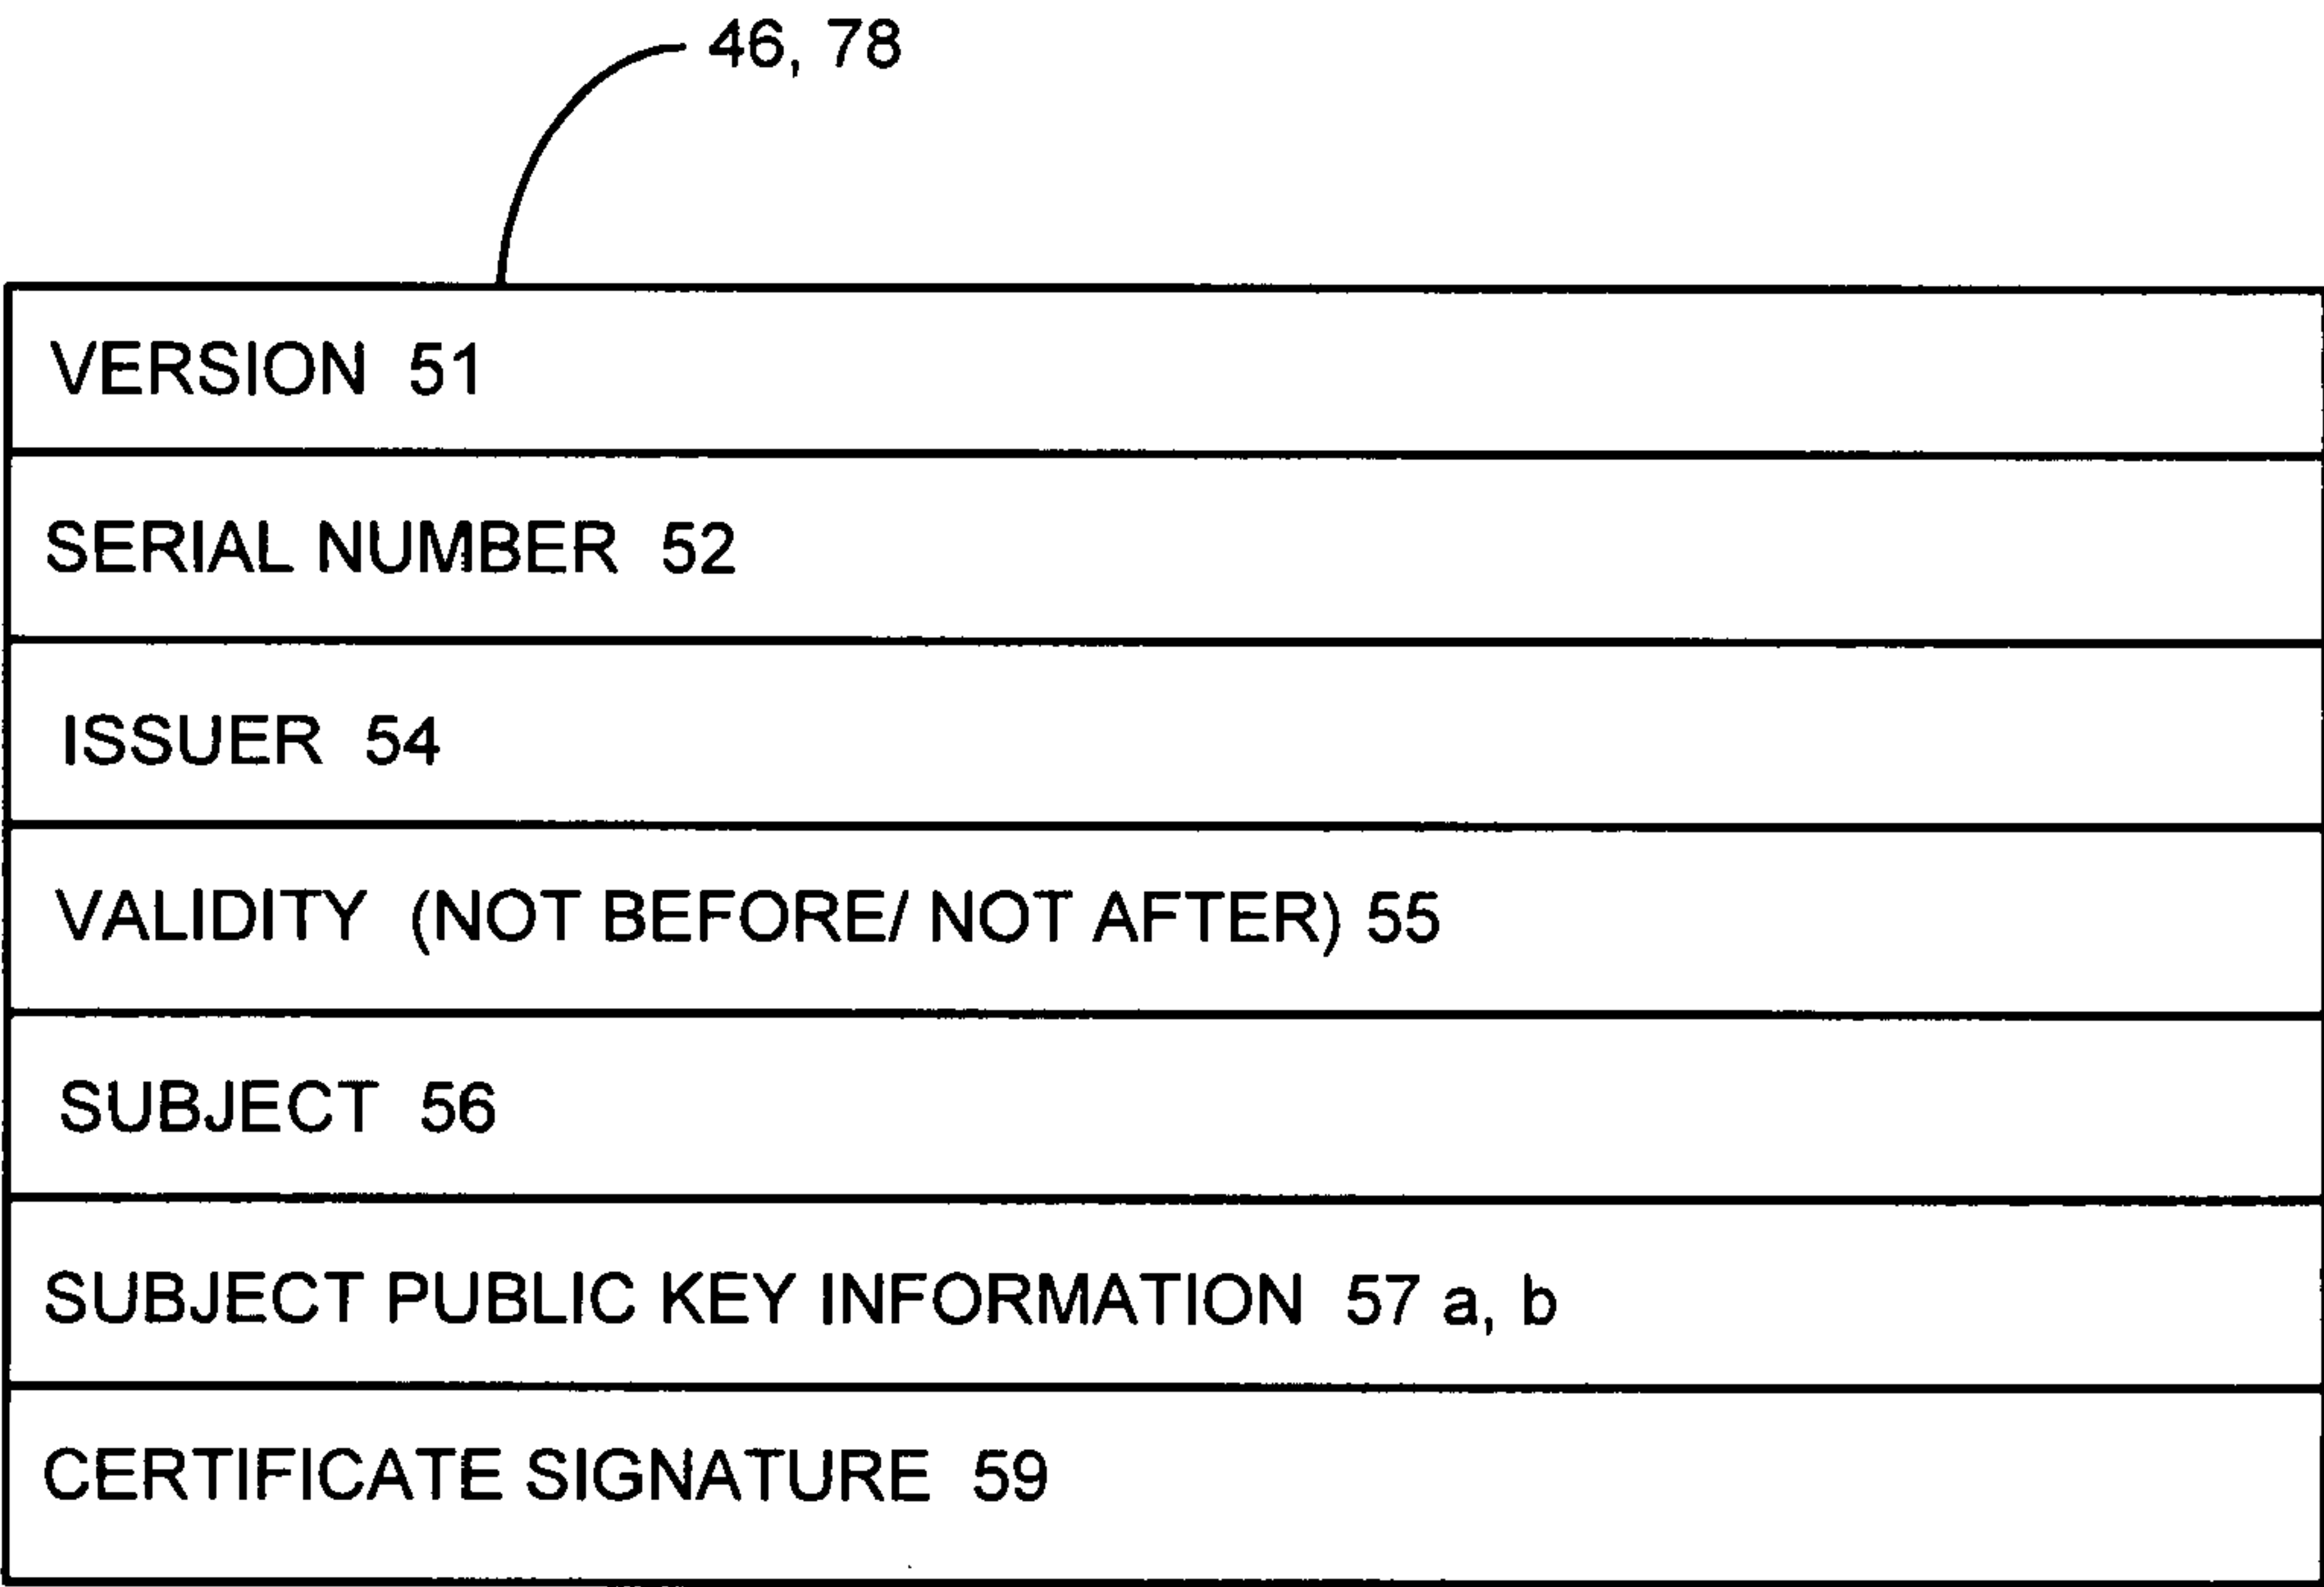 46, 78
VERSION 51
SERIAL NUMBER 52
ISSUER 54
VALIDITY (NOT BEFORE/ NOT AFTER) 55
SUBJECT 56
SUBJECT PUBLIC KEY INFORMATION 57 a, b
CERTIFICATE SIGNATURE 59